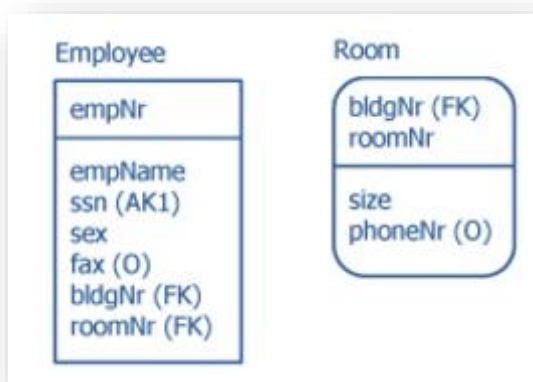 Employee
empNr
empName
ssn (AK1)
sex
fax (O)
bldgNr (FK)
roomNr (FK)
Room
bldgNr (FK)
roomNr
size
phoneNr (O)